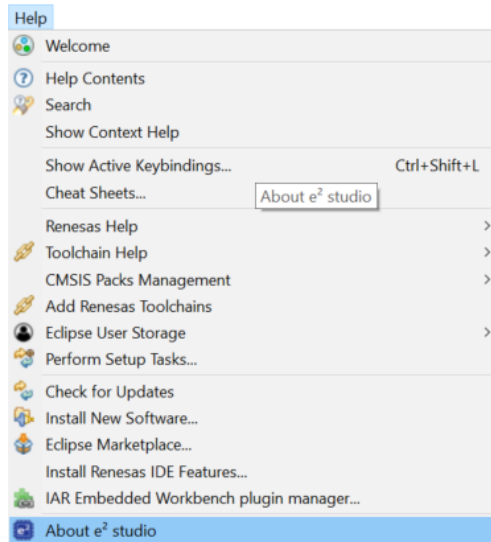 Help
Welcome
Help Contents
Search
Show Context Help
Show Active Keybindings... Ctrl+Shift+L
Cheat Sheets...
About e² studio
Renesas Help
Toolchain Help
CMSIS Packs Management
Add Renesas Toolchains
Eclipse User Storage
Perform Setup Tasks...
Check for Updates
Install New Software...
Eclipse Marketplace...
Install Renesas IDE Features...
IAR Embedded Workbench plugin manager...
About e² studio